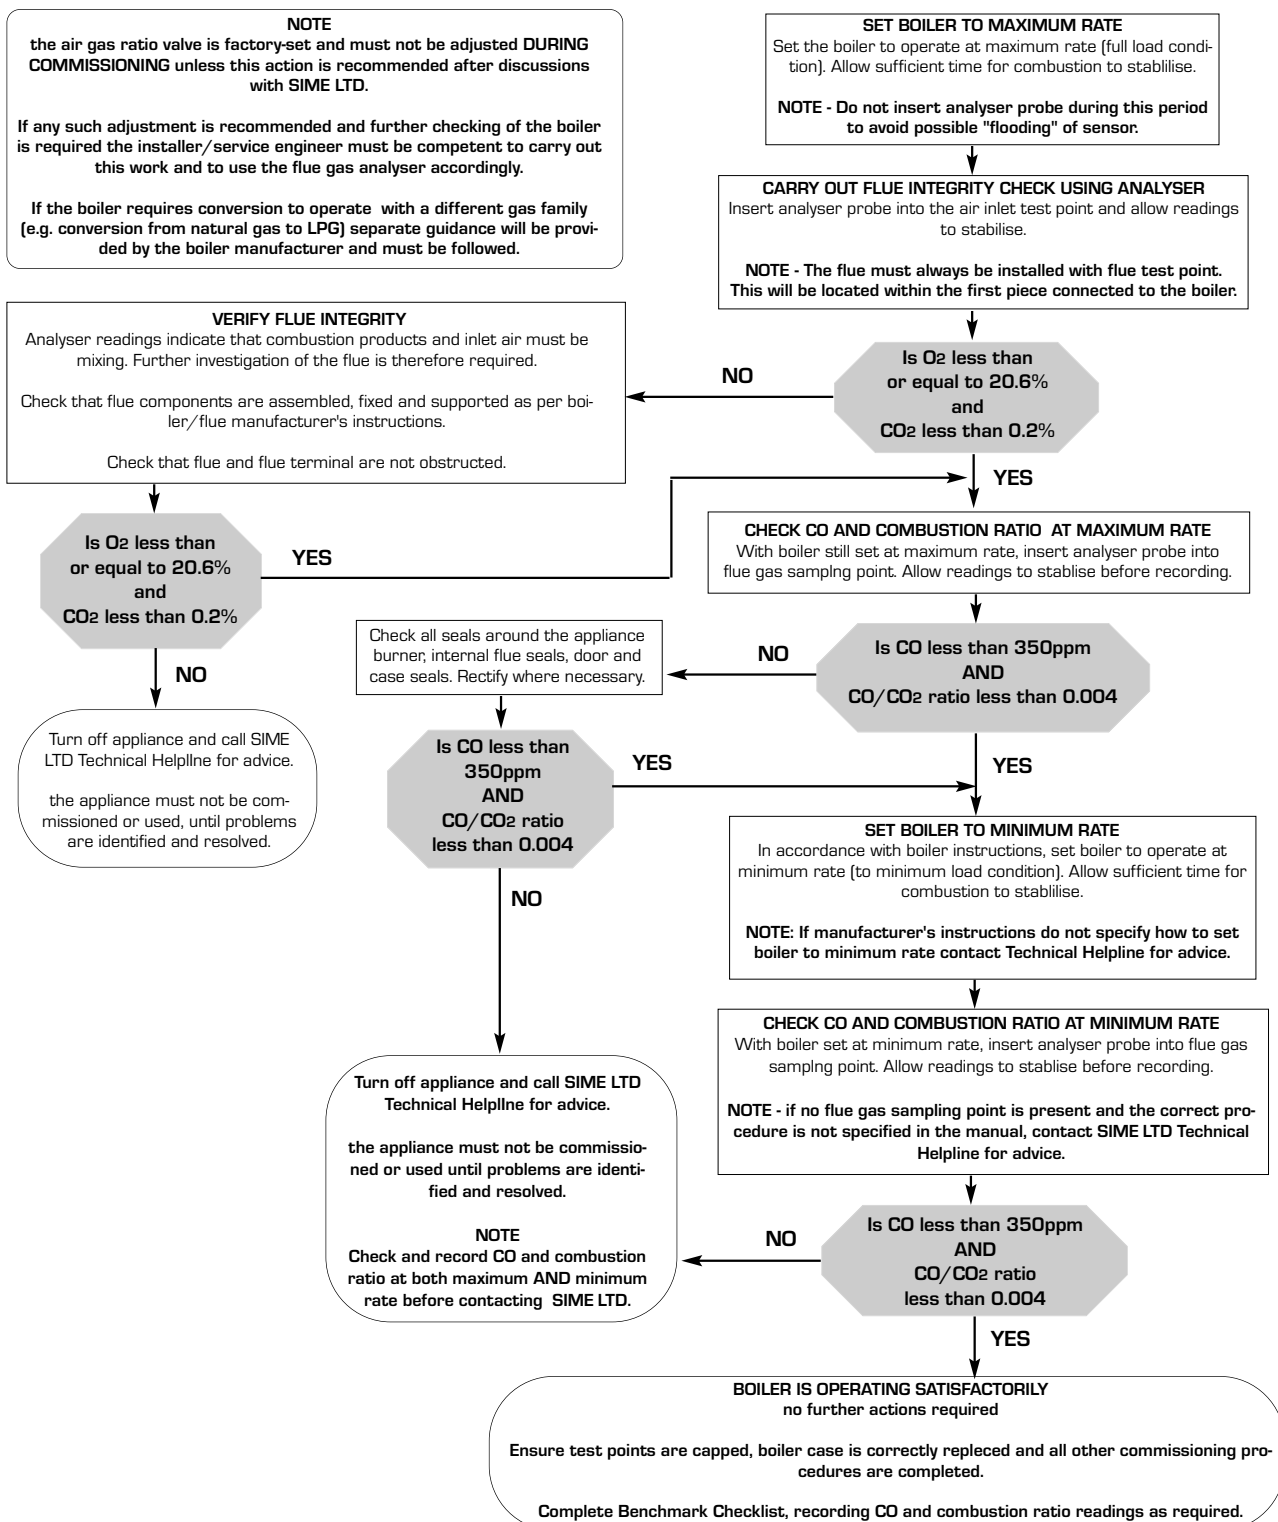 NOTE
the air gas ratio valve is factory-set and must not be adjusted DURING
COMMISSIONING unless this action is recommended after discussions
with SIME LTD.
If any such adjustment is recommended and further checking of the boiler
is required the installer/service engineer must be competent to carry out
this work and to use the flue gas analyser accordingly.
If the boiler requires conversion to operate with a different gas family
(e.g. conversion from natural gas to LPG) separate guidance will be provi-
ded by the boiler manufacturer and must be followed.
SET BOILER TO MAXIMUM RATE
Set the boiler to operate at maximum rate (full load condi-
tion). Allow sufficient time for combustion to stablilise.
NOTE - Do not insert analyser probe during this period
to avoid possible "flooding" of sensor.
CARRY OUT FLUE INTEGRITY CHECK USING ANALYSER
Insert analyser probe into the air inlet test point and allow readings
to stabilise.
NOTE - The flue must always be installed with flue test point.
This will be located within the first piece connected to the boiler.
VERIFY FLUE INTEGRITY
Analyser readings indicate that combustion products and inlet air must be
mixing. Further investigation of the flue is therefore required.
Check that flue components are assembled, fixed and supported as per boi-
ler/flue manufacturer's instructions.
Check that flue and flue terminal are not obstructed.
NO
Is O2 less than
or equal to 20.6%
and
CO2 less than 0.2%
YES
Is O2 less than
or equal to 20.6%
and
CO2 less than 0.2%
YES
NO
CHECK CO AND COMBUSTION RATIO AT MAXIMUM RATE
With boiler still set at maximum rate, insert analyser probe into
flue gas samplng point. Allow readings to stablise before recording.
Check all seals around the appliance
burner, internal flue seals, door and
case seals. Rectify where necessary.
NO
Is CO less than 350ppm
AND
CO/CO2 ratio less than 0.004
YES
Turn off appliance and call SIME
LTD Technical HelplIne for advice.
the appliance must not be com-
missioned or used, until problems
are identified and resolved.
Is CO less than
350ppm
AND
CO/CO2 ratio
less than 0.004
YES
NO
SET BOILER TO MINIMUM RATE
In accordance with boiler instructions, set boiler to operate at
minimum rate (to minimum load condition). Allow sufficient time for
combustion to stablilise.
NOTE: If manufacturer's instructions do not specify how to set
boiler to minimum rate contact Technical Helpline for advice.
CHECK CO AND COMBUSTION RATIO AT MINIMUM RATE
With boiler set at minimum rate, insert analyser probe into flue gas
samplng point. Allow readings to stablise before recording.
NOTE - if no flue gas sampling point is present and the correct pro-
cedure is not specified in the manual, contact SIME LTD Technical
Helpline for advice.
Turn off appliance and call SIME LTD
Technical HelplIne for advice.
the appliance must not be commissio-
ned or used until problems are identi-
fied and resolved.
NOTE
Check and record CO and combustion
ratio at both maximum AND minimum
rate before contacting SIME LTD.
NO
Is CO less than 350ppm
AND
CO/CO2 ratio
less than 0.004
YES
BOILER IS OPERATING SATISFACTORILY
no further actions required
Ensure test points are capped, boiler case is correctly repleced and all other commissioning pro-
cedures are completed.
Complete Benchmark Checklist, recording CO and combustion ratio readings as required.